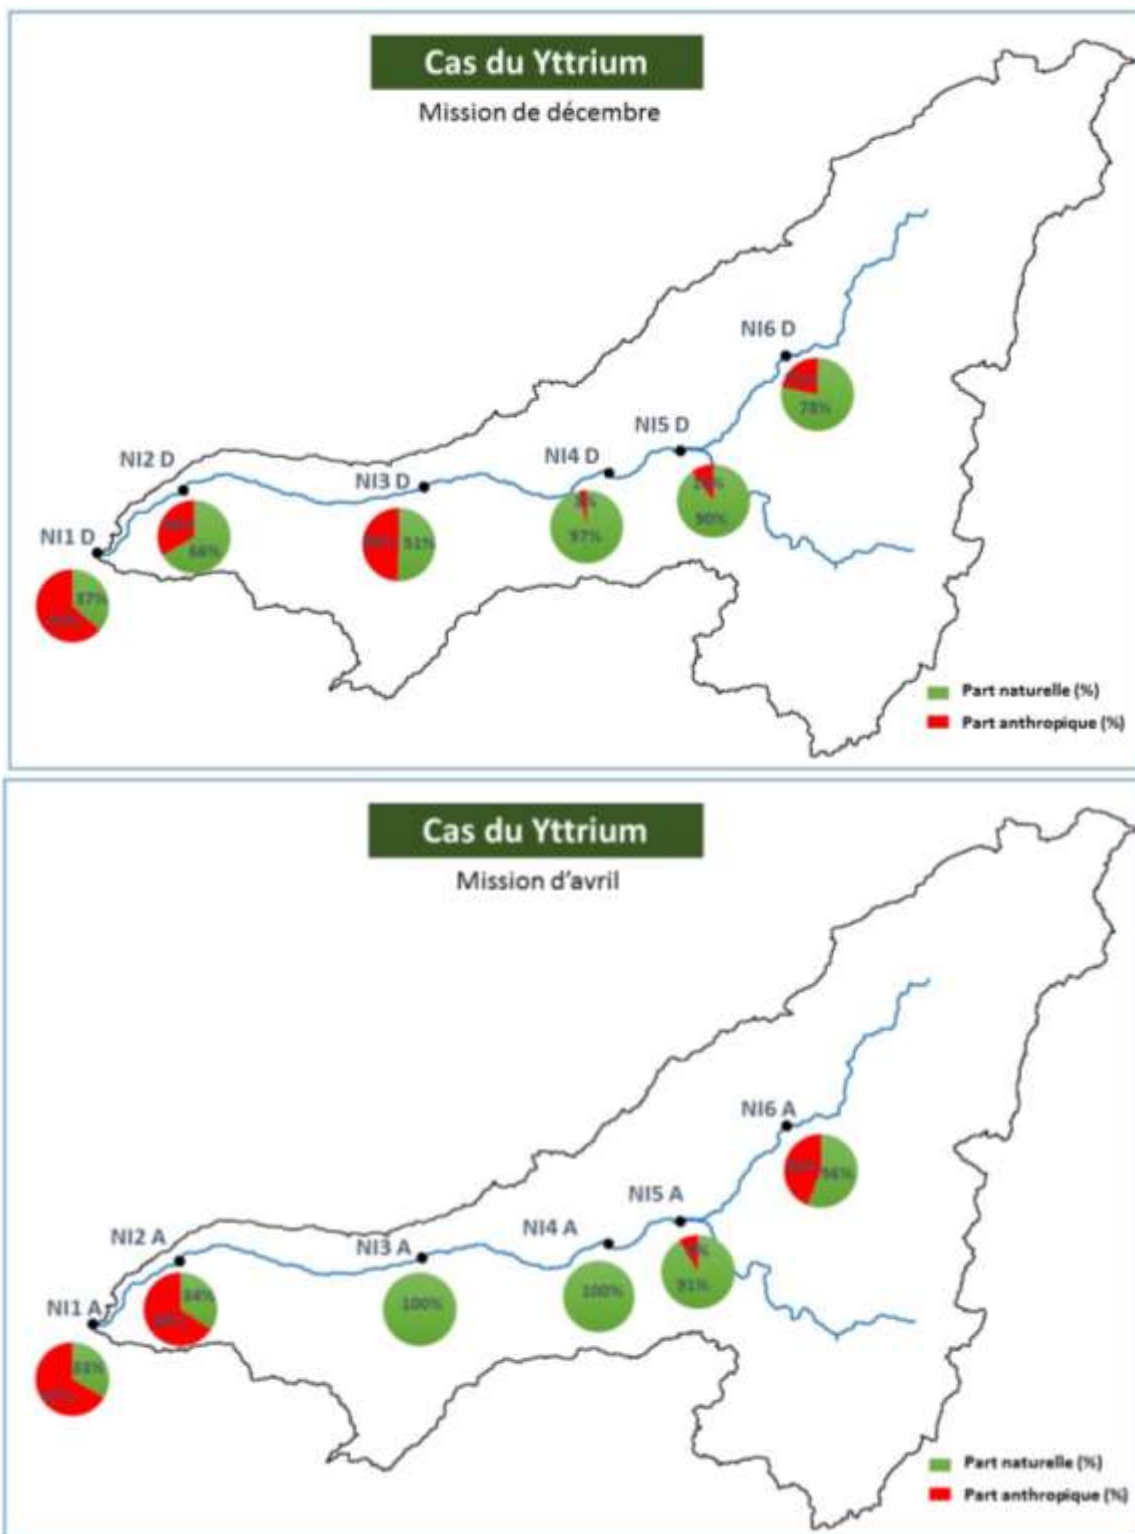 Cas du Yttrium
Mission de décembre
NI6 D
78%
NI5 D
90%
NI4 D
97%
NI3 D
51%
NI2 D
66%
NI1 D
37%
Part naturelle (%)
Part anthropique (%)
Cas du Yttrium
Mission d'avril
NI6 A
56%
NI5 A
91%
NI4 A
100%
NI3 A
100%
NI2 A
34%
NI1 A
Part naturelle (%)
Part anthropique (%)